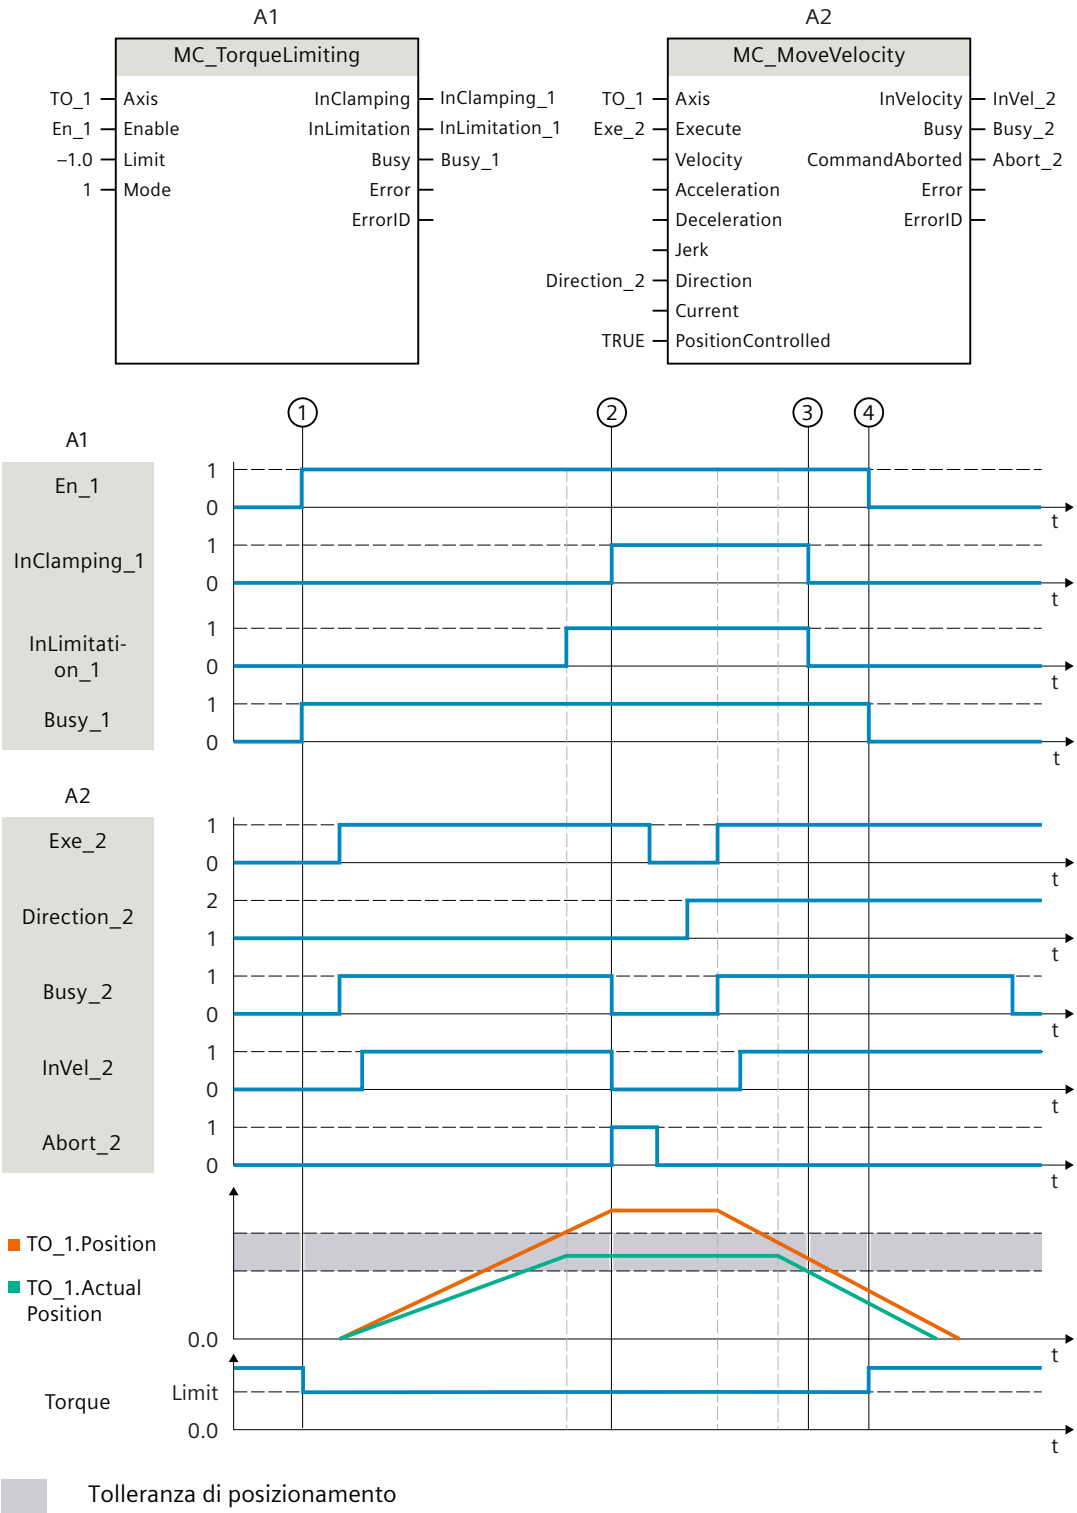 A1
MC_TorqueLimiting
TO_1 Axis InClamping InClamping_1
En_1 Enable InLimitation InLimitation_1
–1.0 Limit Busy Busy_1
1 Mode Error
ErrorID
A2
MC_MoveVelocity
TO_1 Axis InVelocity InVel_2
Exe_2 Execute Busy Busy_2
Velocity CommandAborted Abort_2
Acceleration Error
Deceleration ErrorID
Jerk
Direction_2 Direction
Current
TRUE PositionControlled
1 2 3 4
A1
En_1
1
0
t
InClamping_1
1
0
t
InLimitati-
on_1
1
0
t
Busy_1
1
0
t
A2
Exe_2
1
0
t
Direction_2
2
1
t
Busy_2
1
0
t
InVel_2
1
0
t
Abort_2
1
0
t
TO_1.Position
TO_1.Actual
Position
0.0
t
Torque
Limit
0.0
t
Tolleranza di posizionamento